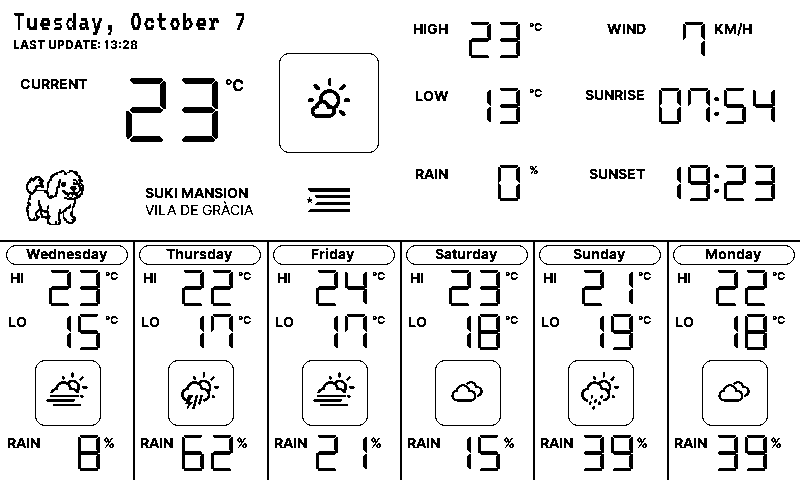 Tuesday, October 7
LAST UPDATE: 13:28
CURRENT 23 °C
SUKI MANSION
VILA DE GRÀCIA
HIGH 23 °C
LOW 13 °C
RAIN 0 %
WIND 7 KM/H
SUNRISE 07:54
SUNSET 19:23
Wednesday
HI 23 °C
LO 15 °C
RAIN 8 %
Thursday
HI 22 °C
LO 17 °C
RAIN 62 %
Friday
HI 24 °C
LO 17 °C
RAIN 21 %
Saturday
HI 23 °C
LO 18 °C
RAIN 15 %
Sunday
HI 21 °C
LO 19 °C
RAIN 39 %
Monday
HI 22 °C
LO 18 °C
RAIN 39 %